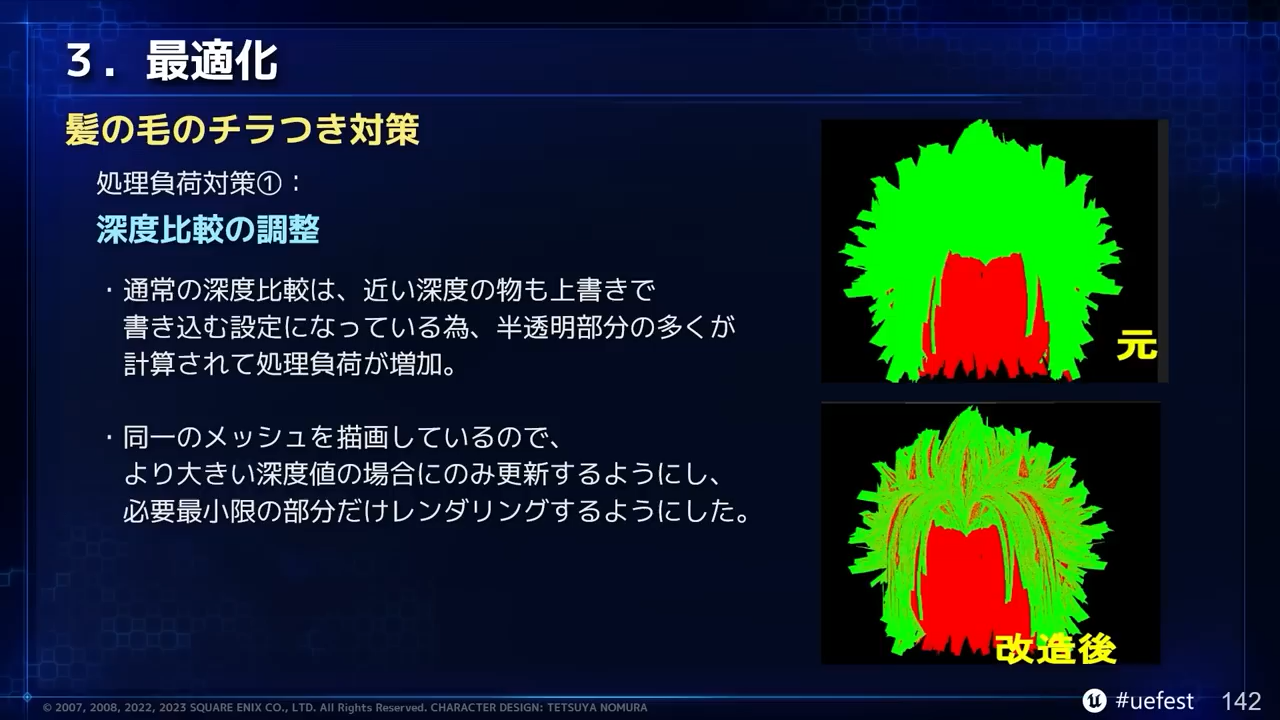 ３．最適化
髪の毛のチラつき対策
処理負荷対策①：
深度比較の調整
・通常の深度比較は、近い深度の物も上書きで
書き込む設定になっている為、半透明部分の多くが
計算されて処理負荷が増加。
元
・同一のメッシュを描画しているので、
より大きい深度値の場合にのみ更新するようにし、
必要最小限の部分だけレンダリングするようにした。
改造後
© 2007, 2008, 2022, 2023 SQUARE ENIX CO., LTD. All Rights Reserved. CHARACTER DESIGN: TETSUYA NOMURA
#uefest 142